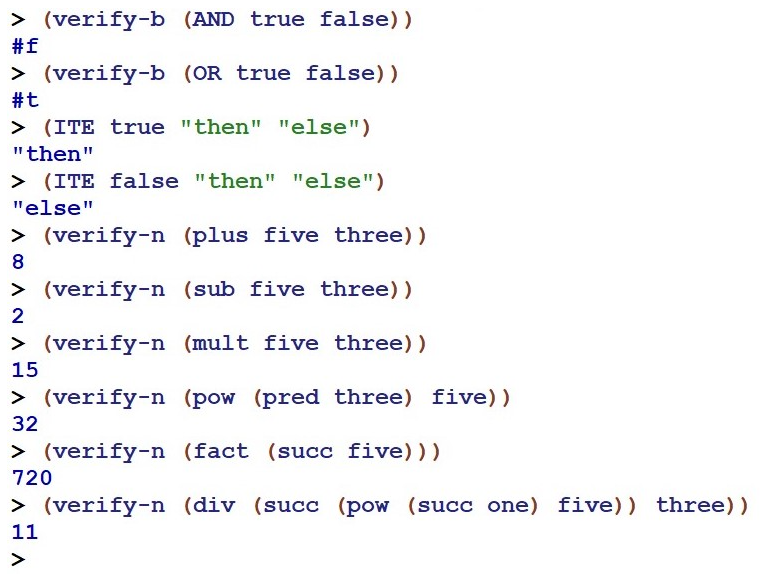 > (verify-b (AND true false))
#f
> (verify-b (OR true false))
#t
> (ITE true "then" "else")
"then"
> (ITE false "then" "else")
"else"
> (verify-n (plus five three))
8
> (verify-n (sub five three))
2
> (verify-n (mult five three))
15
> (verify-n (pow (pred three) five))
32
> (verify-n (fact (succ five)))
720
> (verify-n (div (succ (pow (succ one) five)) three))
11
>